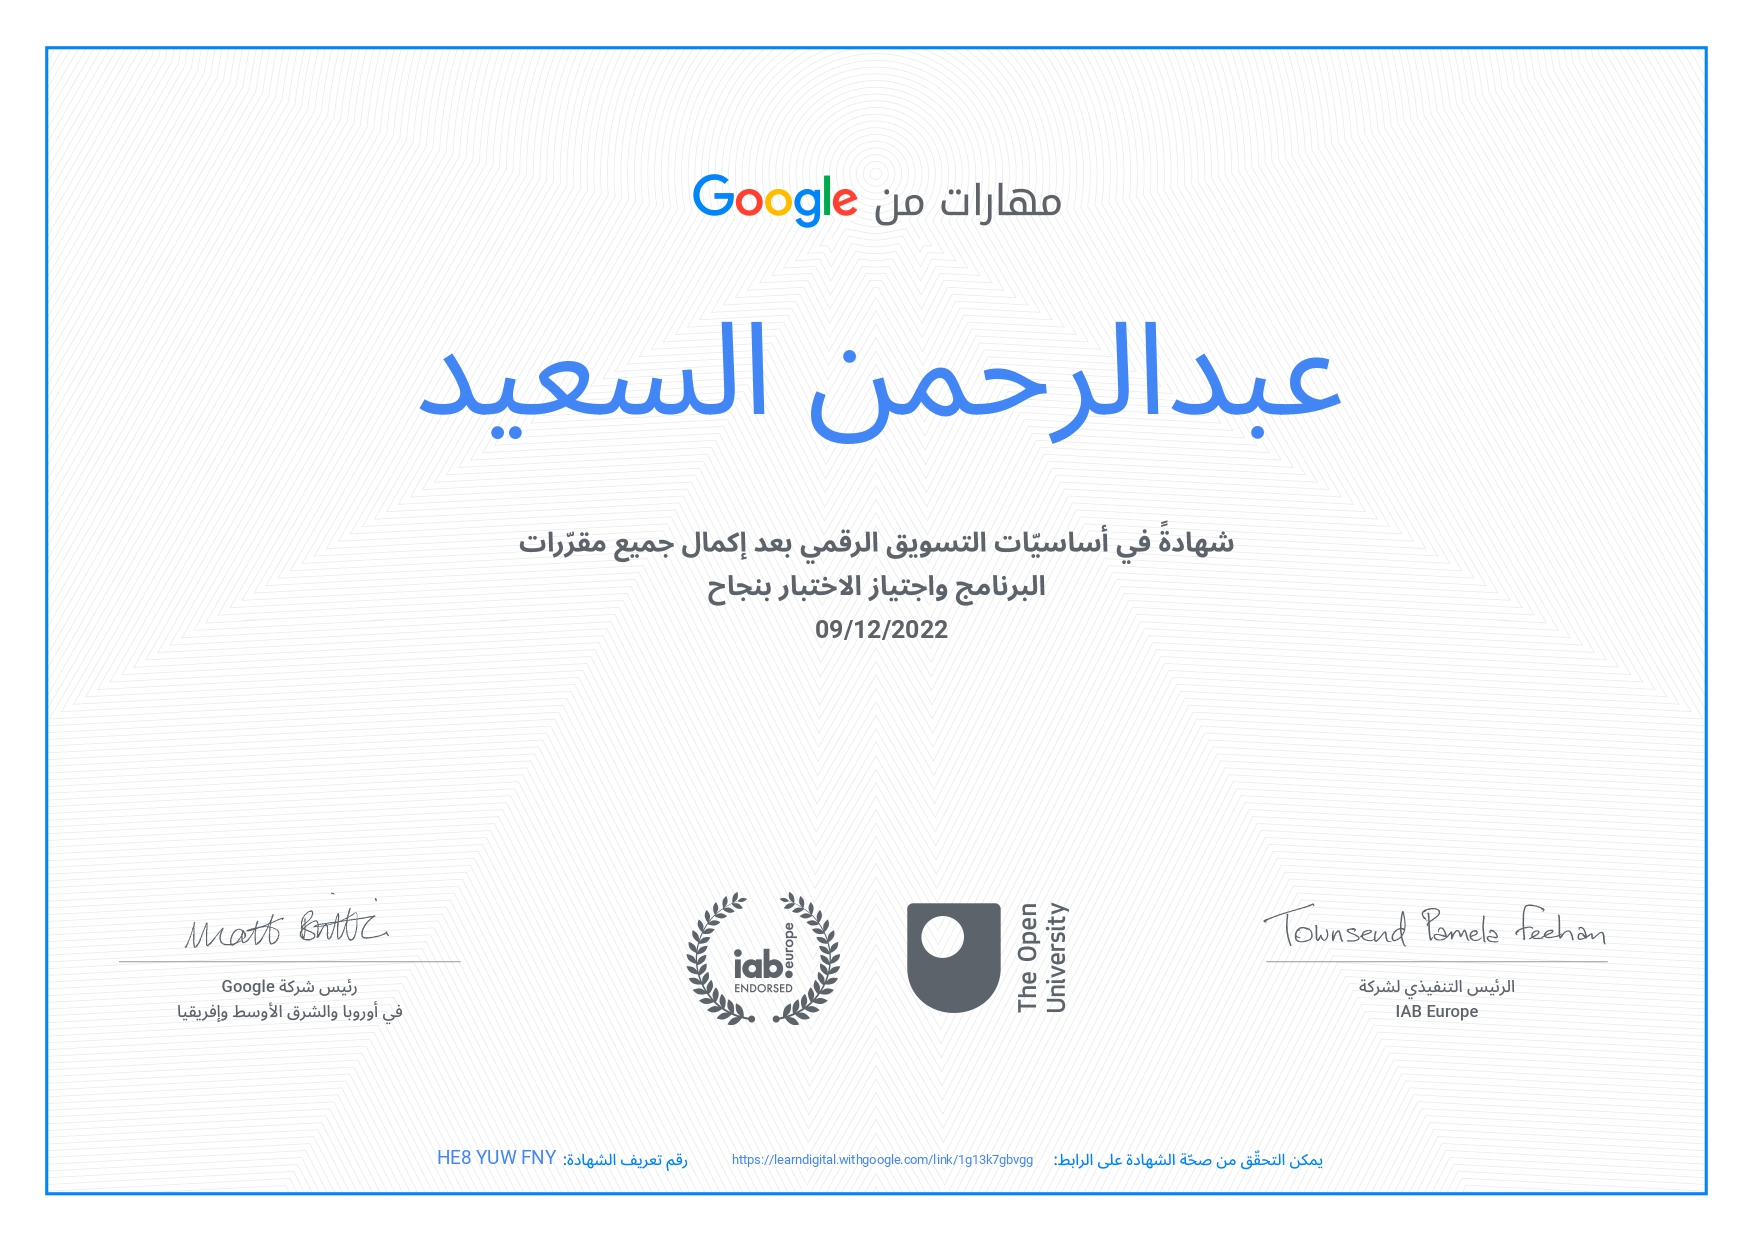 مهارات من Google
عبدالرحمن السعيد
شهادةً في أساسيّات التسويق الرقمي بعد إكمال جميع مقرّرات
البرنامج واجتياز الاختبار بنجاح
09/12/2022
Townsend Pamela Feehan
الرئيس التنفيذي لشركة
IAB Europe
The Open
University
iab europe
ENDORSED
Matt Brittin
رئيس شركة Google
في أوروبا والشرق الأوسط وإفريقيا
يمكن التحقّق من صحّة الشهادة على الرابط: https://learndigital.withgoogle.com/link/1g13k7gbvgg
رقم تعريف الشهادة: HE8 YUW FNY